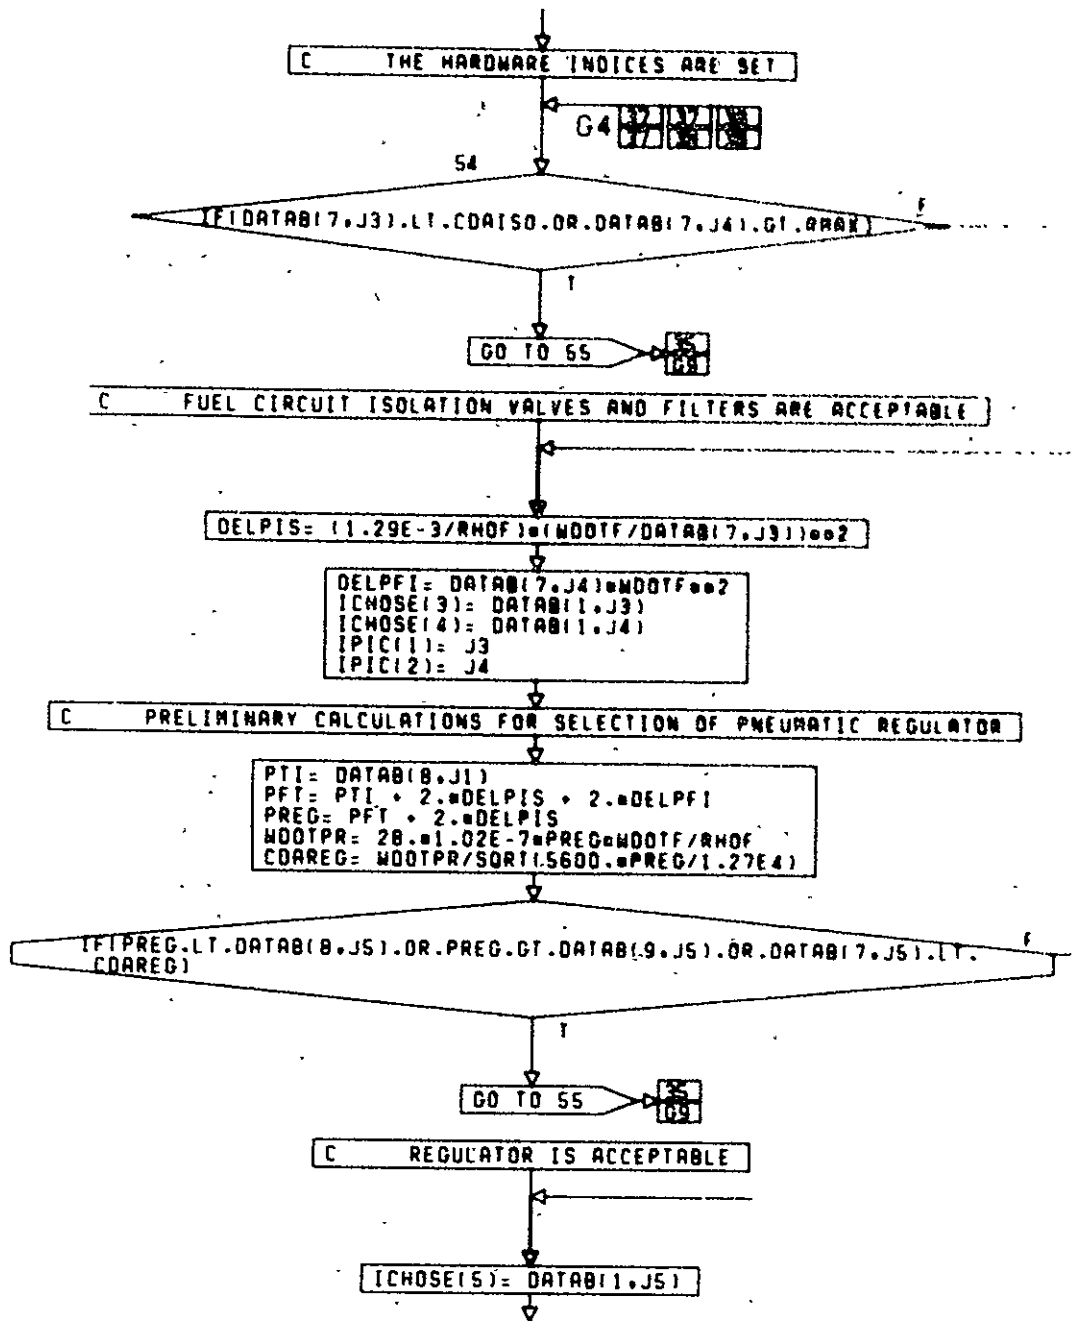 C THE HARDWARE INDICES ARE SET
G4
54
IF(DATAB(7,J3).LT.CDAISO.OR.DATAB(7,J4).GT.RMAX)
F
T
GO TO 55
35
G9
C FUEL CIRCUIT ISOLATION VALVES AND FILTERS ARE ACCEPTABLE
DELPIS= (1.29E-3/RHOF)*(WDOTF/DATAB(7,J3))**2
DELPFI= DATAB(7,J4)*WDOTF**2
ICHOSE(3)= DATAB(1,J3)
ICHOSE(4)= DATAB(1,J4)
IPIC(1)= J3
IPIC(2)= J4
C PRELIMINARY CALCULATIONS FOR SELECTION OF PNEUMATIC REGULATOR
PTI= DATAB(8,J1)
PFT= PTI + 2.*DELPIS + 2.*DELPFI
PREG= PFT + 2.*DELPIS
WDOTPR= 28.*1.02E-7*PREG*WDOTF/RHOF
CDAREG= WDOTPR/SQRT(.5600.*PREG/1.27E4)
IF(PREG.LT.DATAB(8,J5).OR.PREG.GT.DATAB(9,J5).OR.DATAB(7,J5).LT.
CDAREG)
F
T
GO TO 55
35
G9
C REGULATOR IS ACCEPTABLE
ICHOSE(5)= DATAB(1,J5)